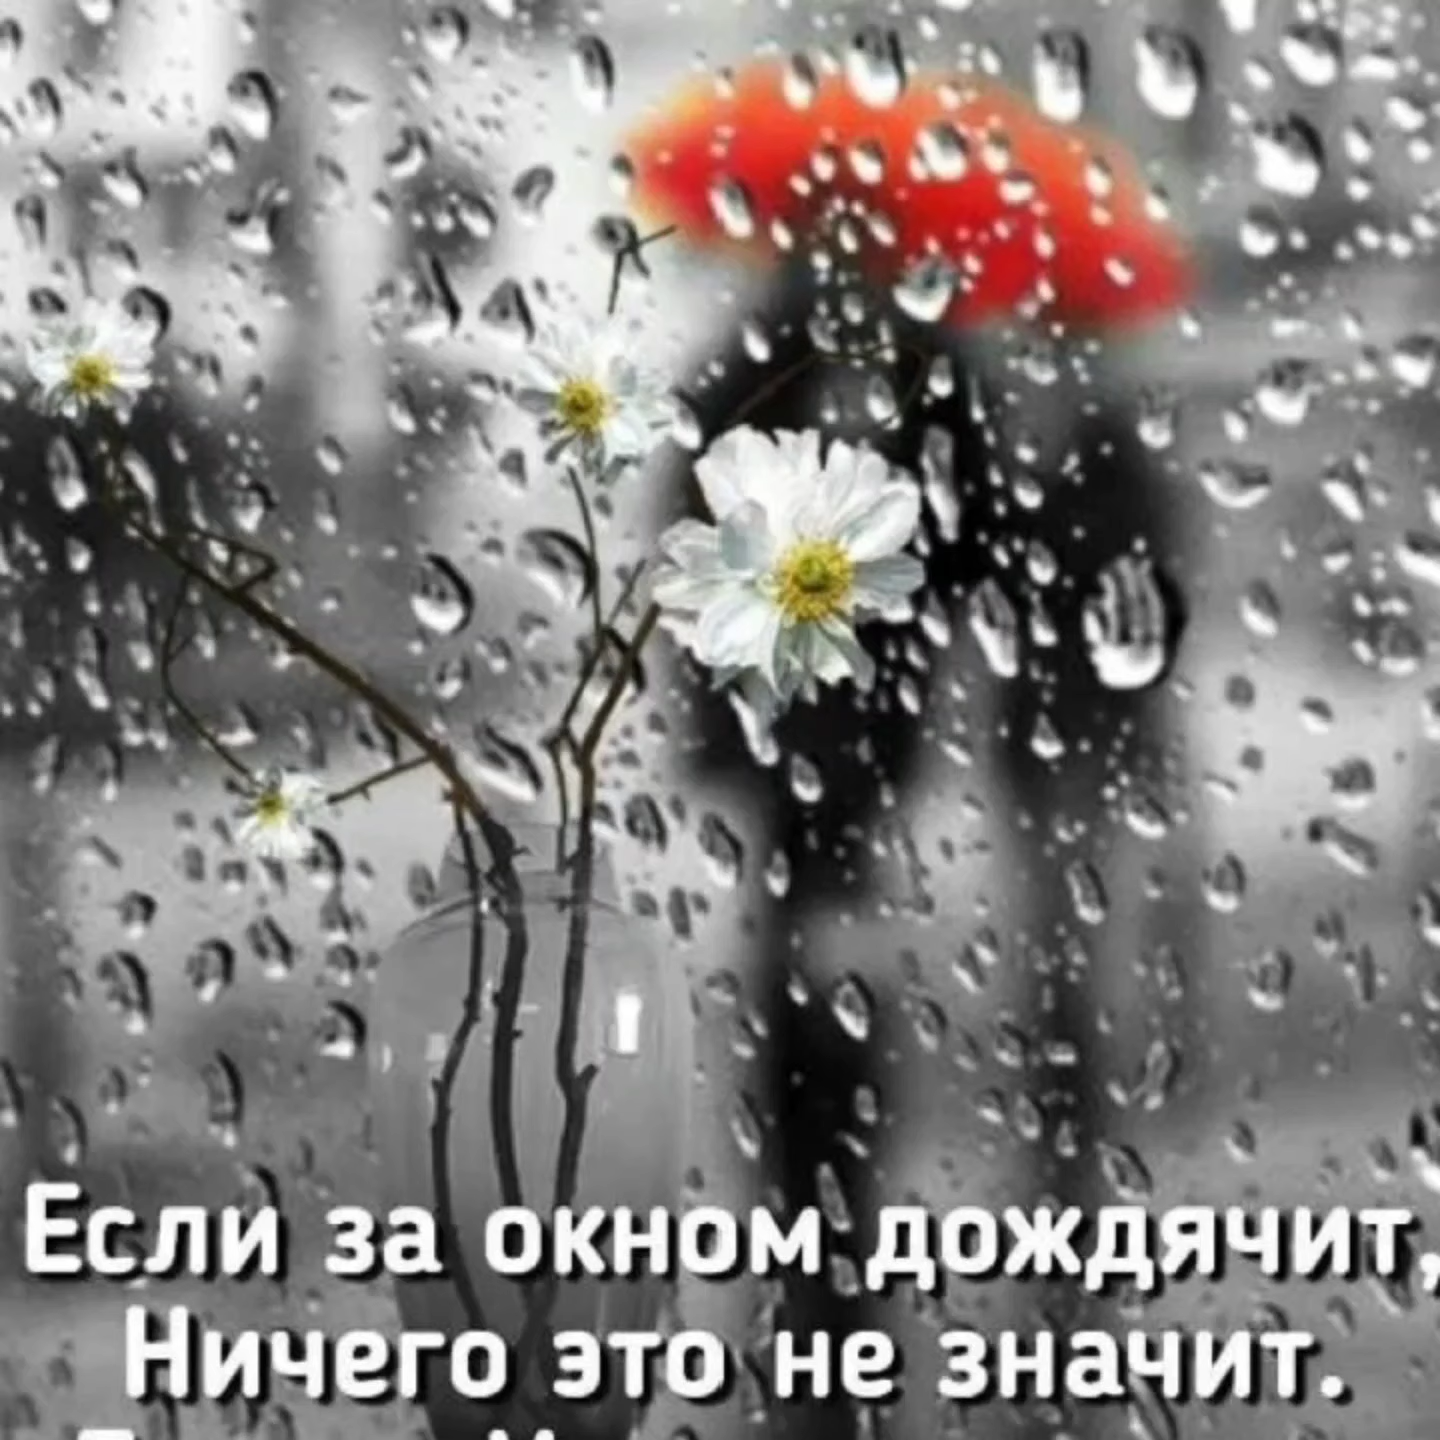 Если за окном дождячит,
Ничего это не значит.